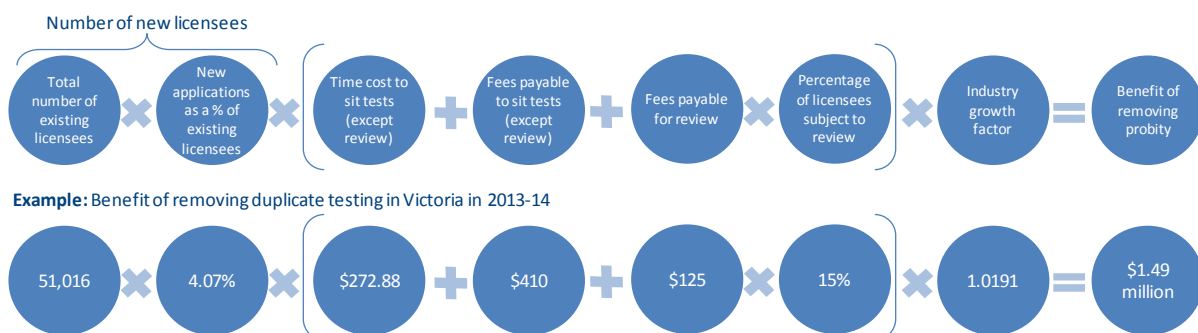 Number of new licensees
Total
number of
existing
licensees
New
applications
as a % of
existing
licensees
Time cost to
sit tests
(except
review)
Fees payable
to sit tests
(except
review)
Fees payable
for review
Percentage
of licensees
subject to
review
Industry
growth
factor
Benefit of
removing
probity
Example: Benefit of removing duplicate testing in Victoria in 2013-14
51,016
4.07%
$272.88
$410
$125
15%
1.0191
$1.49
million